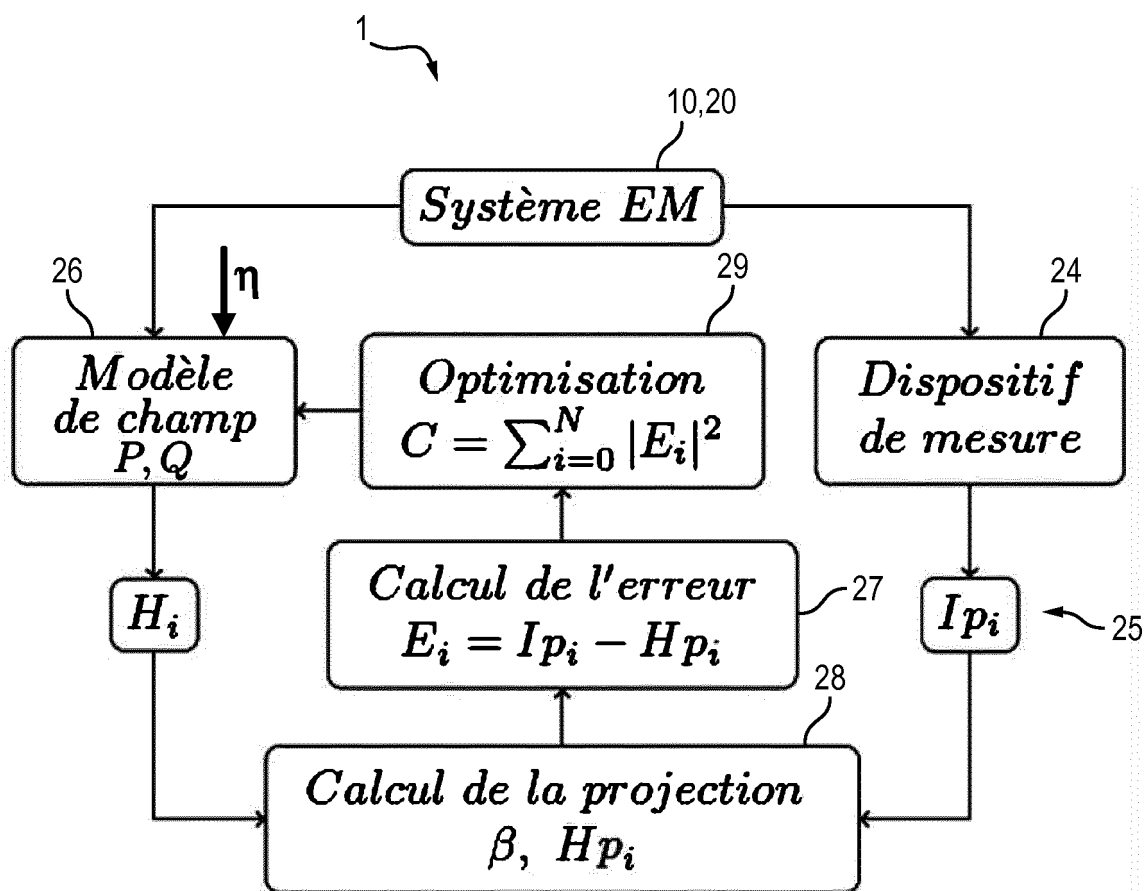 1
10,20
Système EM
26
η
29
24
Modèle
de champ
P, Q
Optimisation
C = ∑_{i=0}^{N} |E_i|^2
Dispositif
de mesure
H_i
Calcul de l'erreur
E_i = Ip_i − Hp_i
27
Ip_i
25
28
Calcul de la projection
β, Hp_i